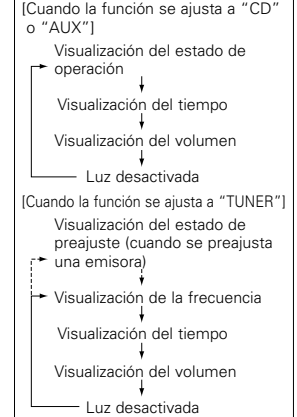 [Cuando la función se ajusta a “CD”
o “AUX”]
Visualización del estado de
operación
Visualización del tiempo
Visualización del volumen
Luz desactivada
[Cuando la función se ajusta a “TUNER”]
Visualización del estado de
preajuste (cuando se preajusta
una emisora)
Visualización de la frecuencia
Visualización del tiempo
Visualización del volumen
Luz desactivada